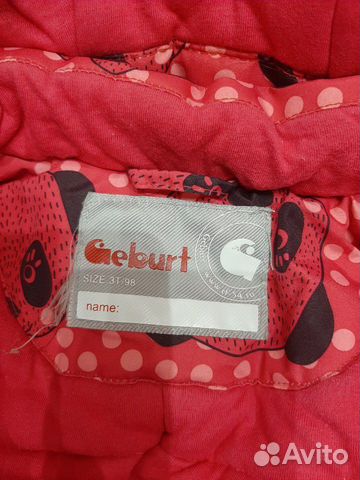 Geburt
SIZE 3T-98
name:
Avito